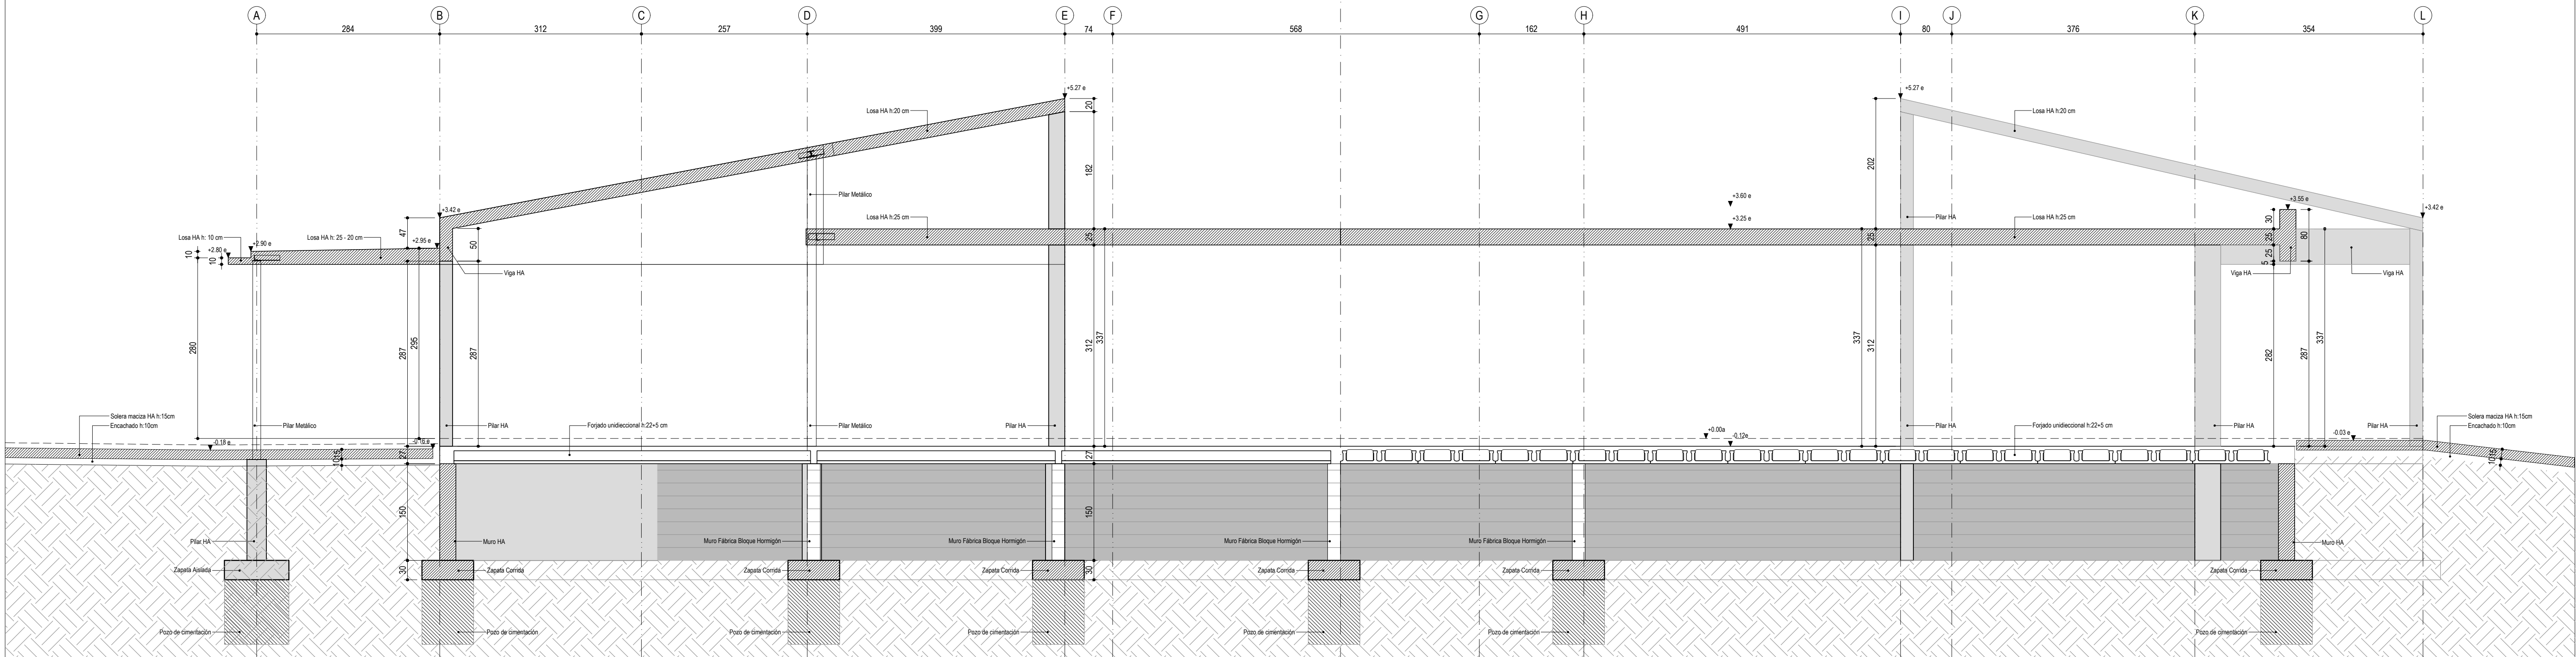 A
B
C
D
E
F
G
H
I
J
K
L
284
312
257
399
74
568
162
491
80
376
354
+5.27 e
+5.27 e
Losa HA h:20 cm
20
Losa HA h:20 cm
182
202
Pilar Metálico
+3.60 e
+3.55 e
+3.42 e
+3.42 e
Losa HA h:25 cm
+3.25 e
Pilar HA
Losa HA h:25 cm
30
47
50
Losa HA h: 10 cm
+2.80 e
+2.90 e
Losa HA h: 25 - 20 cm
+2.95 e
25
25
25
80
10
10
25
5
Viga HA
Viga HA
Viga HA
280
287
295
287
312
337
337
312
282
287
337
Solera maciza HA h:15cm
Encachado h:10cm
Pilar Metálico
Pilar HA
Forjado unidireccional h:22+5 cm
Pilar Metálico
Pilar HA
Pilar HA
Forjado unidireccional h:22+5 cm
Pilar HA
Pilar HA
Solera maciza HA h:15cm
Encachado h:10cm
-0.18 e
-0.16 e
+0.00a
-0,12e
-0.03 e
15
10
27
27
15
10
150
150
Pilar HA
Muro HA
Muro Fábrica Bloque Hormigón
Muro Fábrica Bloque Hormigón
Muro Fábrica Bloque Hormigón
Muro Fábrica Bloque Hormigón
Muro HA
30
30
Zapata Aislada
Zapata Corrida
Zapata Corrida
Zapata Corrida
Zapata Corrida
Zapata Corrida
Zapata Corrida
Pozo de cimentación
Pozo de cimentación
Pozo de cimentación
Pozo de cimentación
Pozo de cimentación
Pozo de cimentación
Pozo de cimentación